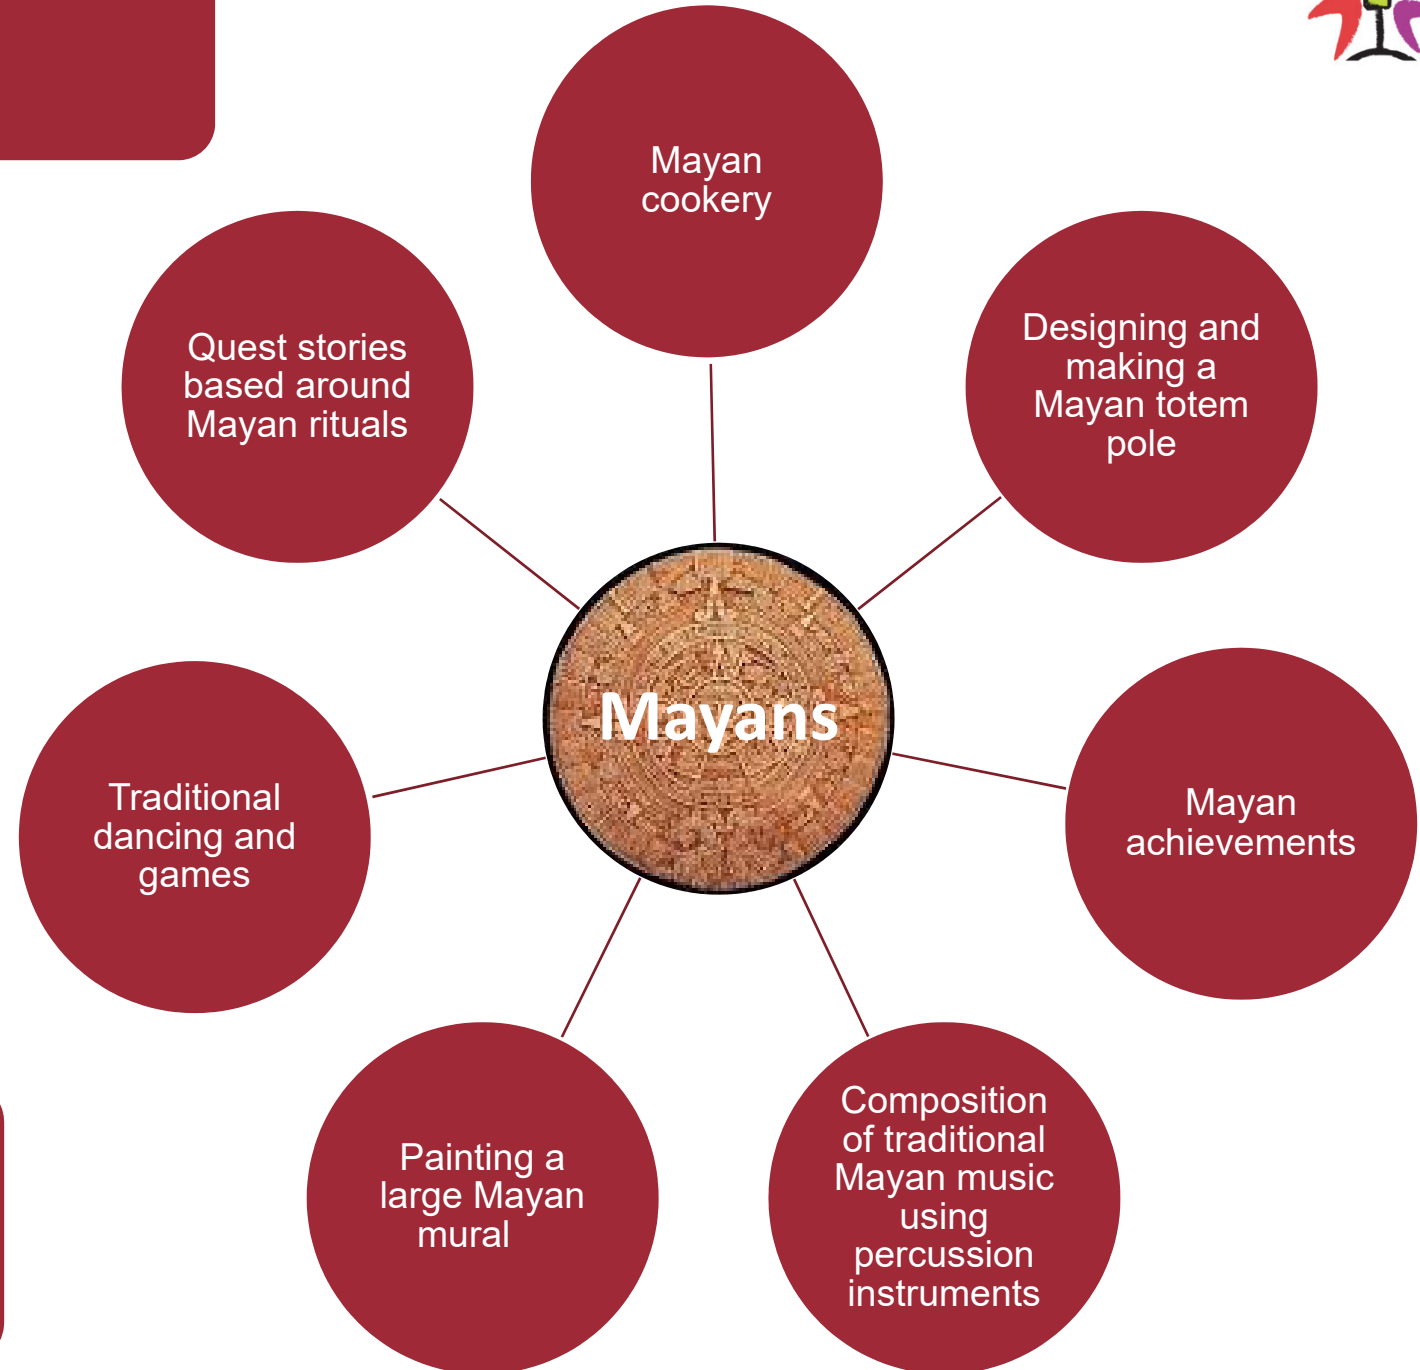 Mayan
cookery
Quest stories
based around
Mayan rituals
Designing and
making a
Mayan totem
pole
Mayans
Traditional
dancing and
games
Mayan
achievements
Painting a
large Mayan
mural
Composition
of traditional
Mayan music
using
percussion
instruments